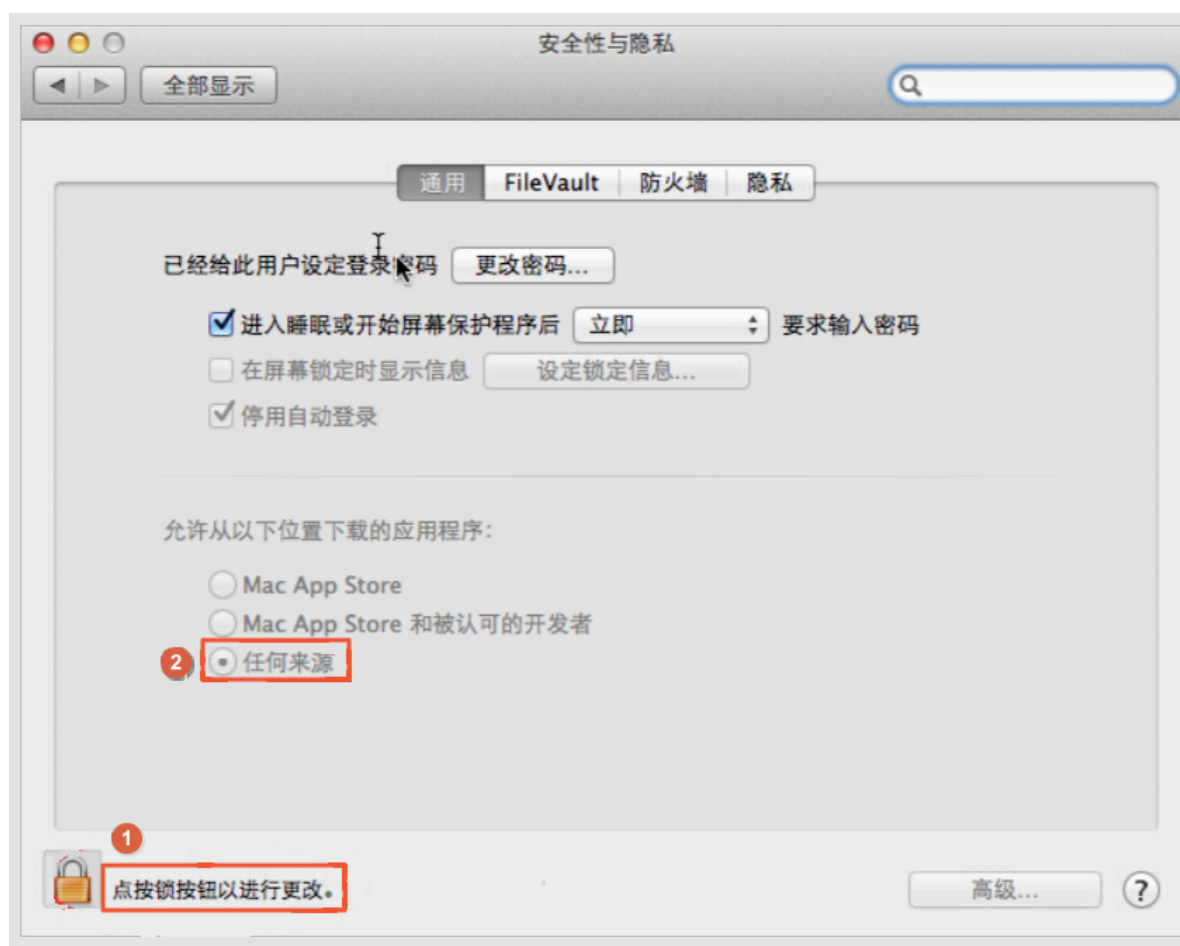 安全性与隐私
全部显示
通用 FileVault 防火墙 隐私
已经给此用户设定登录密码 更改密码...
进入睡眠或开始屏幕保护程序后 立即 要求输入密码
在屏幕锁定时显示信息 设定锁定信息...
停用自动登录
允许从以下位置下载的应用程序：
Mac App Store
Mac App Store 和被认可的开发者
2 任何来源
1
点按锁按钮以进行更改。
高级... ?